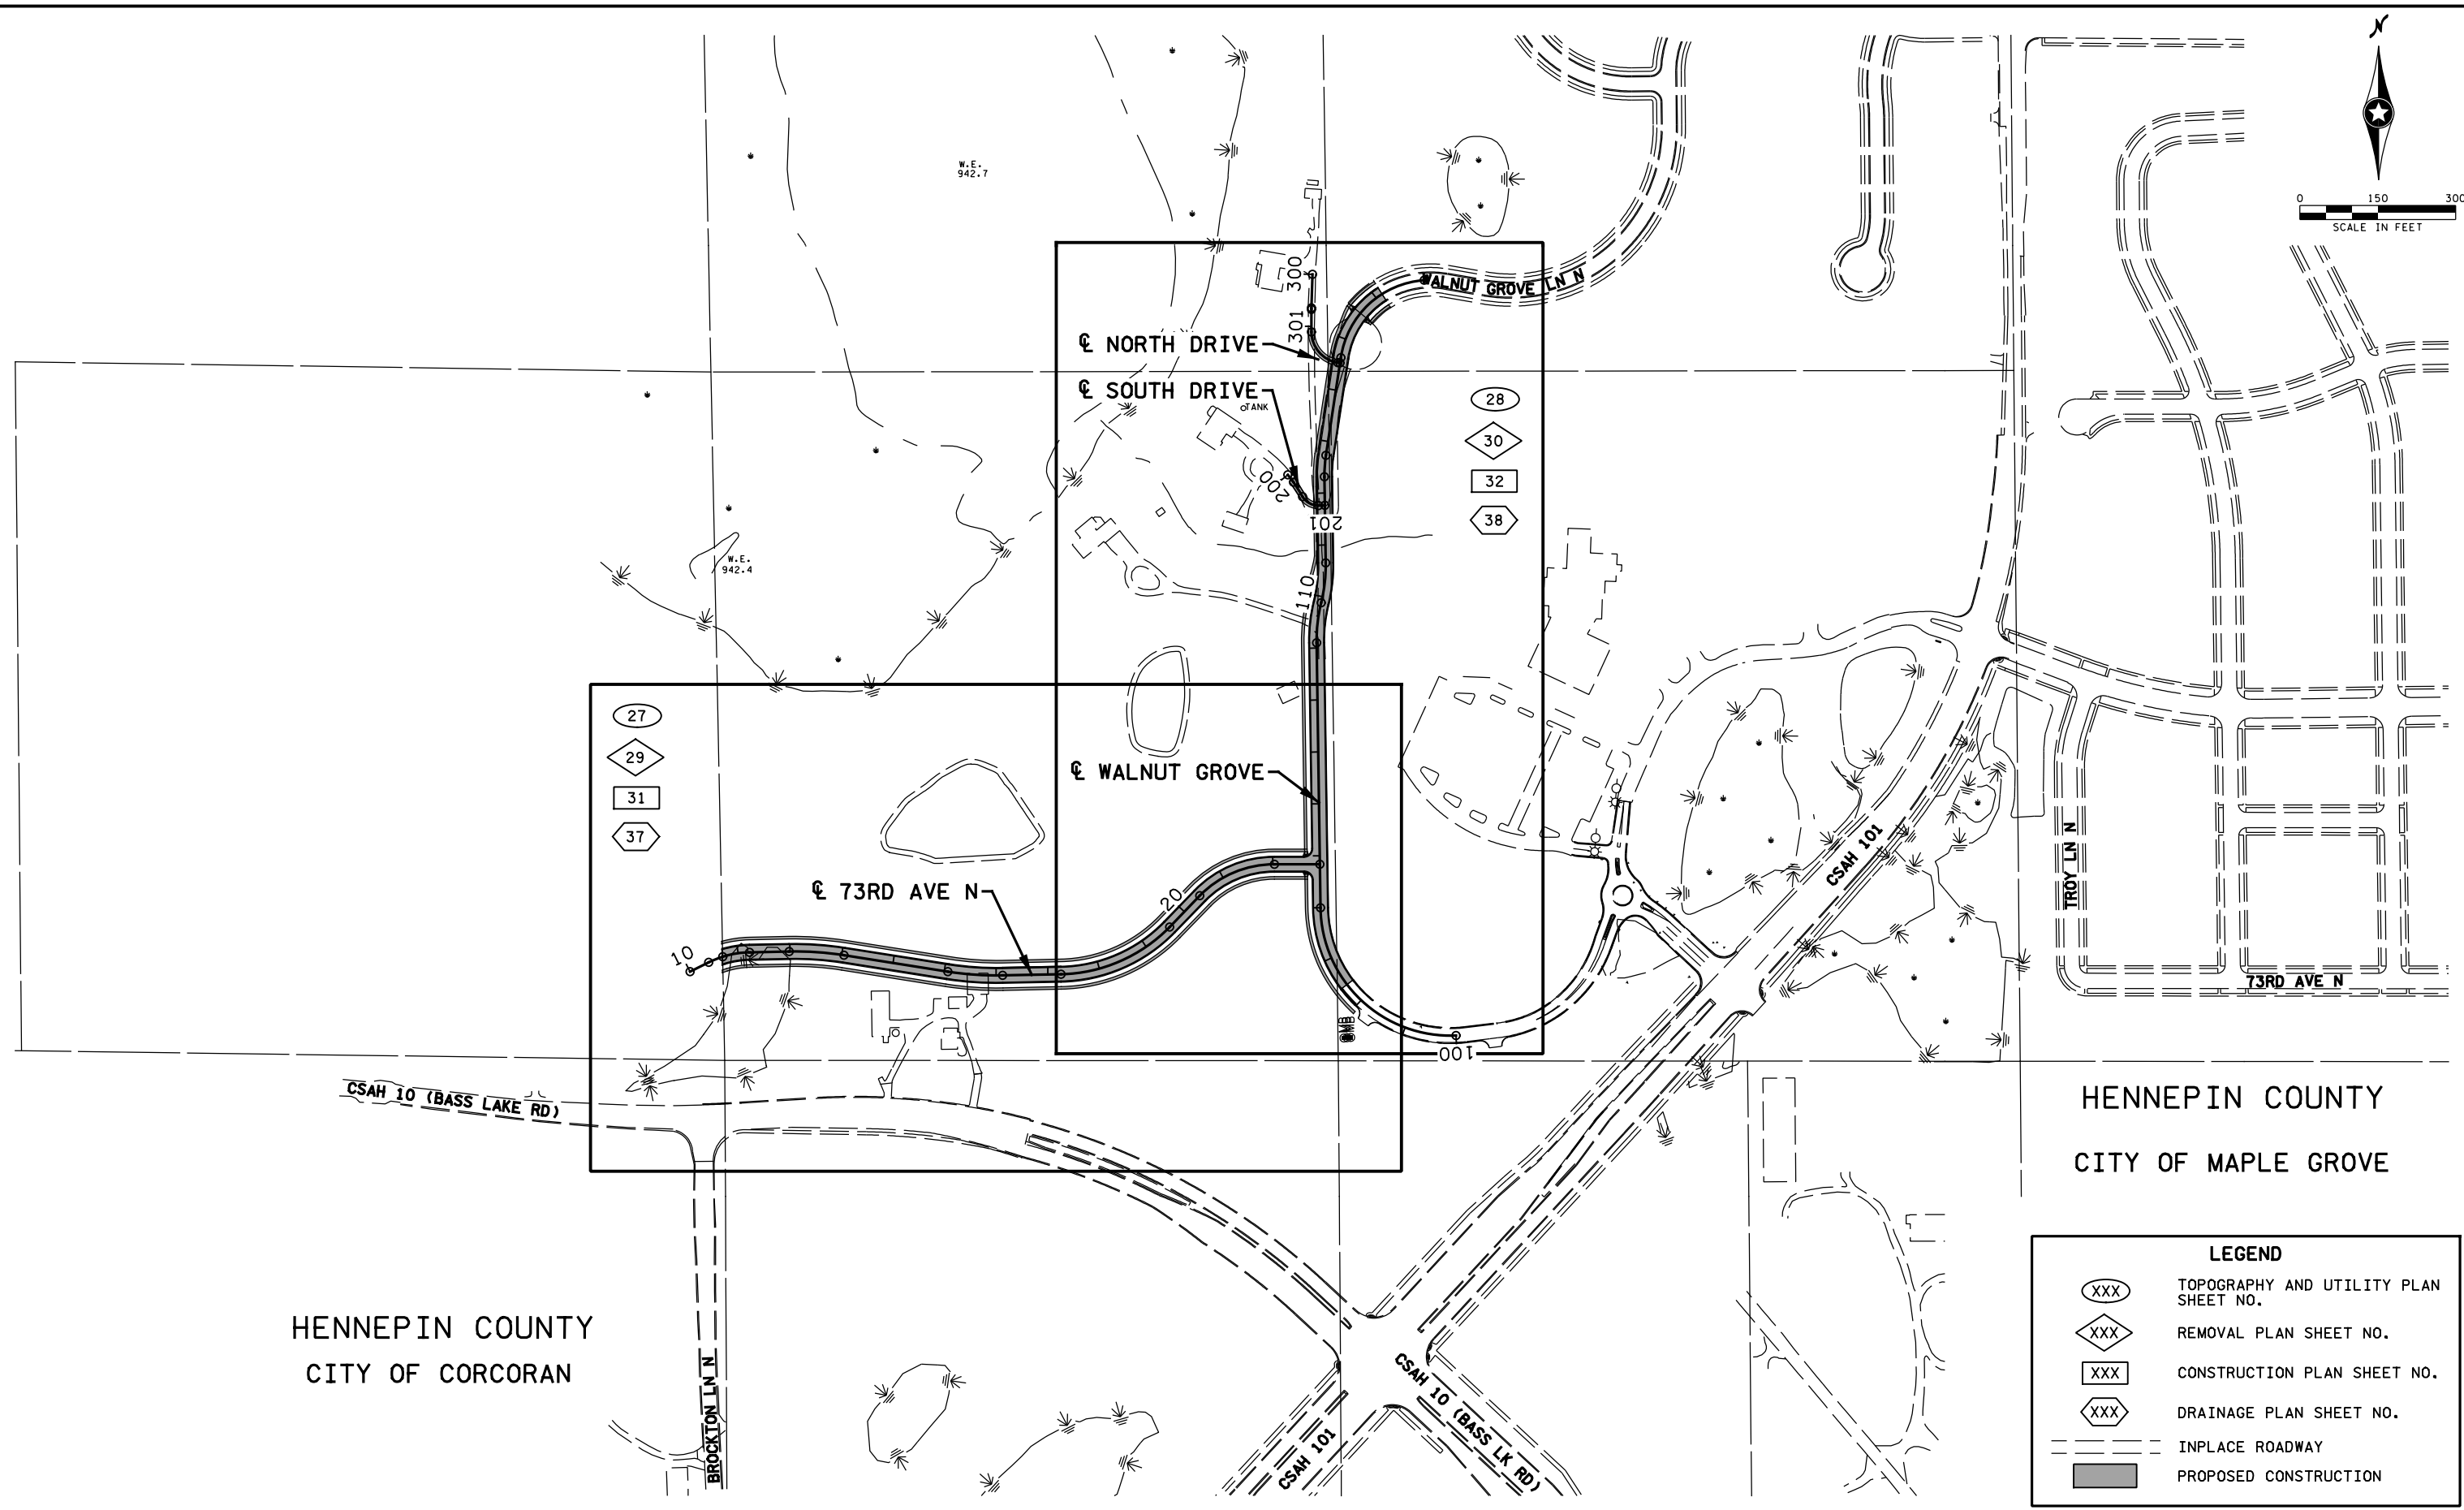 N
0 150 300
SCALE IN FEET
W.E.
942.7
300
301
WALNUT GROVE LN N
℄ NORTH DRIVE
℄ SOUTH DRIVE
TANK
200
201
28
30
32
38
110
W.E.
942.4
27
29
31
37
℄ WALNUT GROVE
℄ 73RD AVE N
20
10
100
CSAH 101
TROY LN N
73RD AVE N
CSAH 10 (BASS LAKE RD)
HENNEPIN COUNTY
CITY OF MAPLE GROVE
HENNEPIN COUNTY
CITY OF CORCORAN
BROCKTON LN N
CSAH 101
CSAH 10 (BASS LK RD)
LEGEND
XXX TOPOGRAPHY AND UTILITY PLAN
SHEET NO.
XXX REMOVAL PLAN SHEET NO.
XXX CONSTRUCTION PLAN SHEET NO.
XXX DRAINAGE PLAN SHEET NO.
INPLACE ROADWAY
PROPOSED CONSTRUCTION